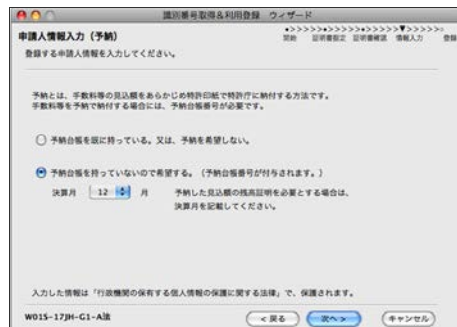 識別番号取得&利用登録 ウィザード
申請人情報入力（予納）
•>>>>>•>>>>>•>>>>>▼>>>>>◦
開始 証明書指定 証明書確認 情報入力 登録
登録する申請人情報を入力してください。
予納とは、手数料等の見込額をあらかじめ特許印紙で特許庁に納付する方法です。
手数料等を予納で納付する場合には、予納台帳番号が必要です。
予納台帳を既に持っている。又は、予納を希望しない。
予納台帳を持っていないので希望する。（予納台帳番号が付与されます。）
決算月 12 月 予納した見込額の残高証明を必要とする場合は、
決算月を記載してください。
入力した情報は「行政機関の保有する個人情報の保護に関する法律」で、保護されます。
W01S-17JH-G1-A法 < 戻る 次へ > キャンセル